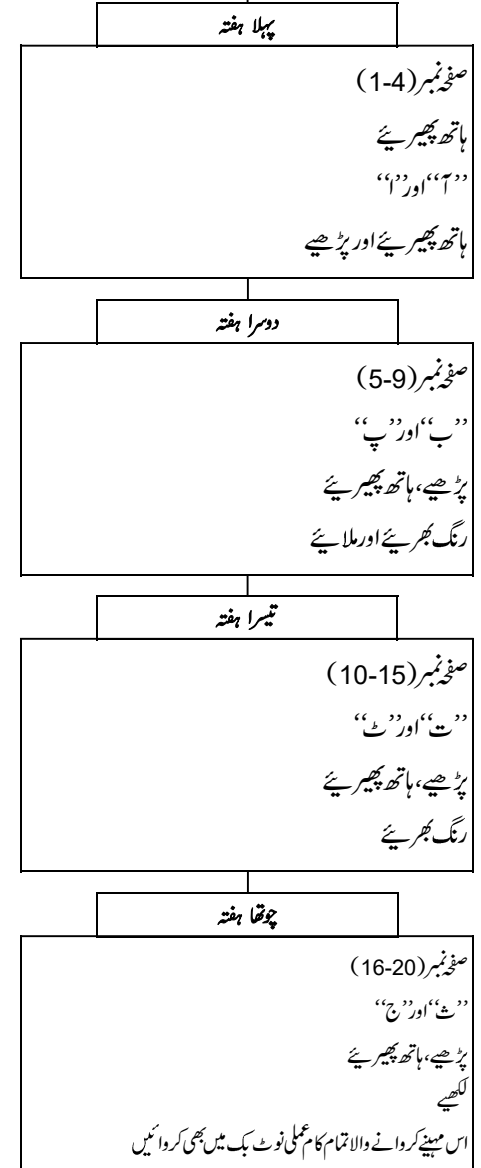 پہلا ہفتہ
صفحہ نمبر (1-4)
ہاتھ پھیریئے
’’آ‘‘ اور ’’ا‘‘
ہاتھ پھیریئے اور پڑھیے
دوسرا ہفتہ
صفحہ نمبر (5-9)
’’ب‘‘ اور ’’پ‘‘
پڑھیے، ہاتھ پھیریئے
رنگ بھریئے اور ملایئے
تیسرا ہفتہ
صفحہ نمبر (10-15)
’’ت‘‘ اور ’’ٹ‘‘
پڑھیے، ہاتھ پھیریئے
رنگ بھریئے
چوتھا ہفتہ
صفحہ نمبر (16-20)
’’ث‘‘ اور ’’ج‘‘
پڑھیے، ہاتھ پھیریئے
لکھیے
اس مہینے کروانے والا تمام کام عملی نوٹ بک میں بھی کروائیں